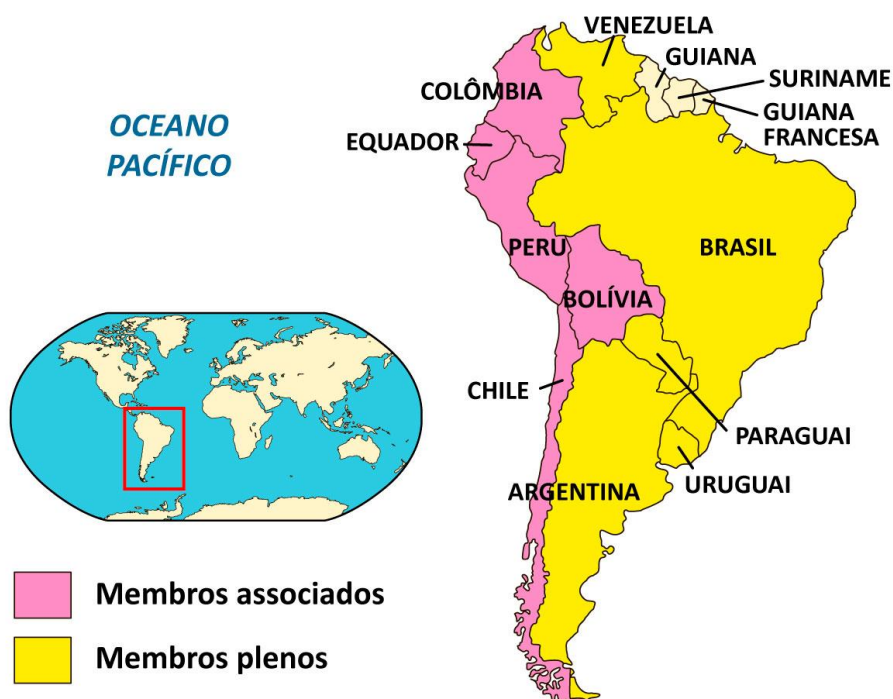 VENEZUELA
GUIANA
SURINAME
GUIANA
FRANCESA
COLÔMBIA
EQUADOR
OCEANO
PACÍFICO
PERU
BRASIL
BOLÍVIA
CHILE
PARAGUAI
URUGUAI
ARGENTINA
Membros associados
Membros plenos